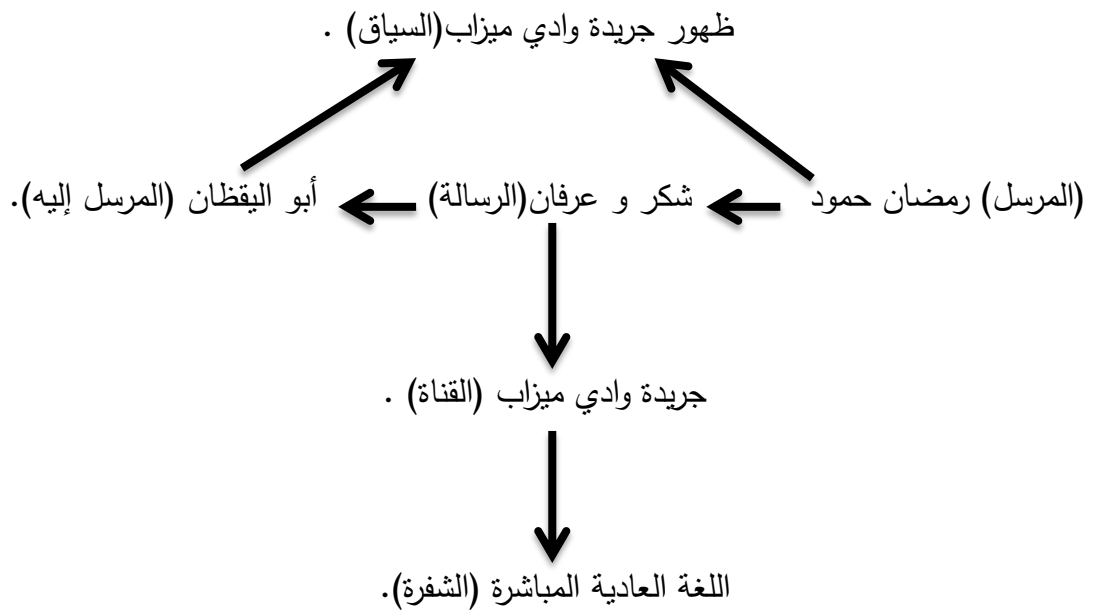 ظهور جريدة وادي ميزاب(السياق) .
(المرسل) رمضان حمود شكر و عرفان(الرسالة) أبو اليقظان (المرسل إليه).
جريدة وادي ميزاب (القناة) .
اللغة العادية المباشرة (الشفرة).